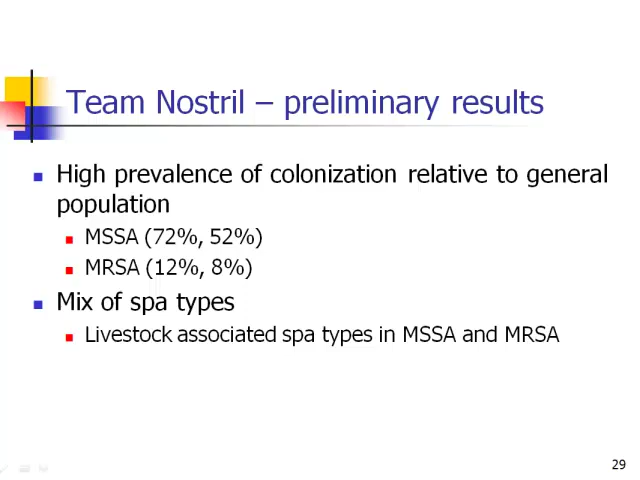 Team Nostril – preliminary results
High prevalence of colonization relative to general
population
MSSA (72%, 52%)
MRSA (12%, 8%)
Mix of spa types
Livestock associated spa types in MSSA and MRSA
29